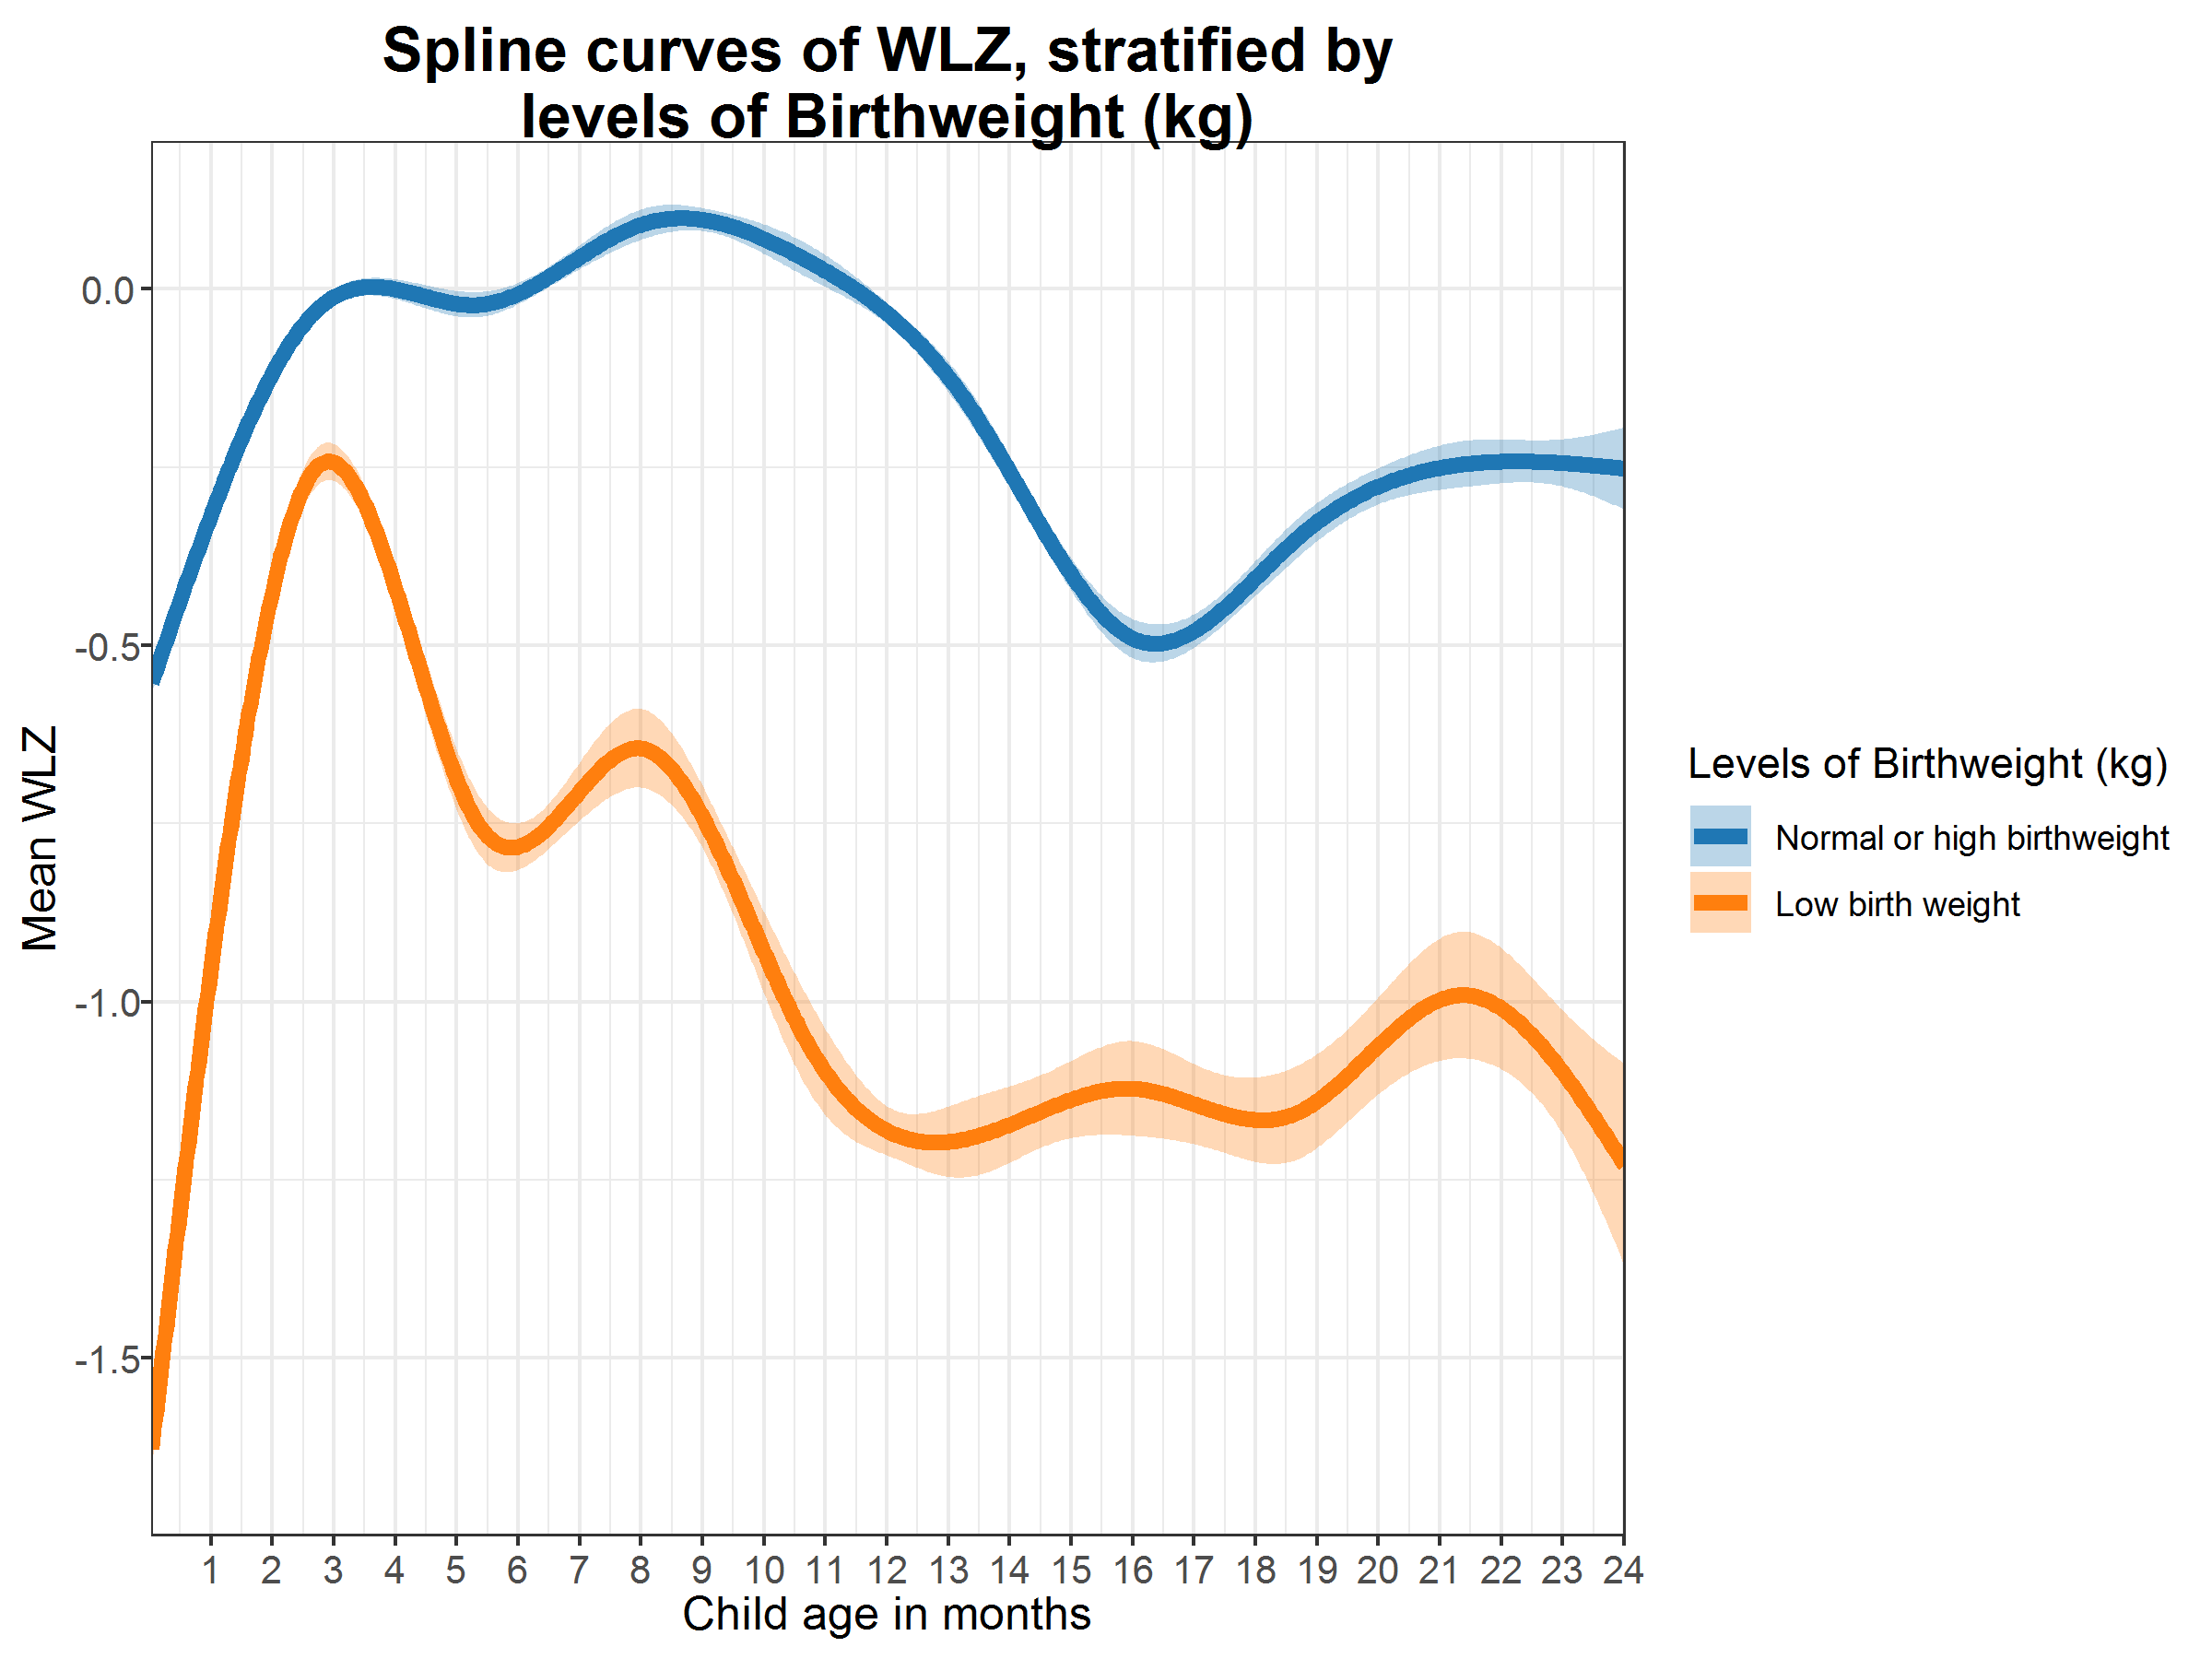 Spline curves of WLZ, stratified by
levels of Birthweight (kg)
Mean WLZ
0.0
-0.5
-1.0
-1.5
1 2 3 4 5 6 7 8 9 10 11 12 13 14 15 16 17 18 19 20 21 22 23 24
Child age in months
Levels of Birthweight (kg)
Normal or high birthweight
Low birth weight